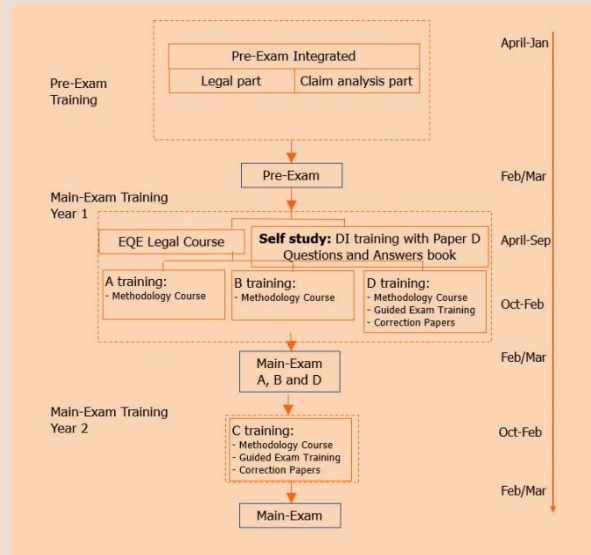 April-Jan
Pre-Exam Integrated
Legal part
Claim analysis part
Pre-Exam
Training
Pre-Exam
Feb/Mar
Main-Exam Training
Year 1
EQE Legal Course
Self study: DI training with Paper D
Questions and Answers book
April-Sep
A training:
- Methodology Course
B training:
- Methodology Course
D training:
- Methodology Course
- Guided Exam Training
- Correction Papers
Oct-Feb
Main-Exam
A, B and D
Feb/Mar
Main-Exam Training
Year 2
C training:
- Methodology Course
- Guided Exam Training
- Correction Papers
Oct-Feb
Main-Exam
Feb/Mar